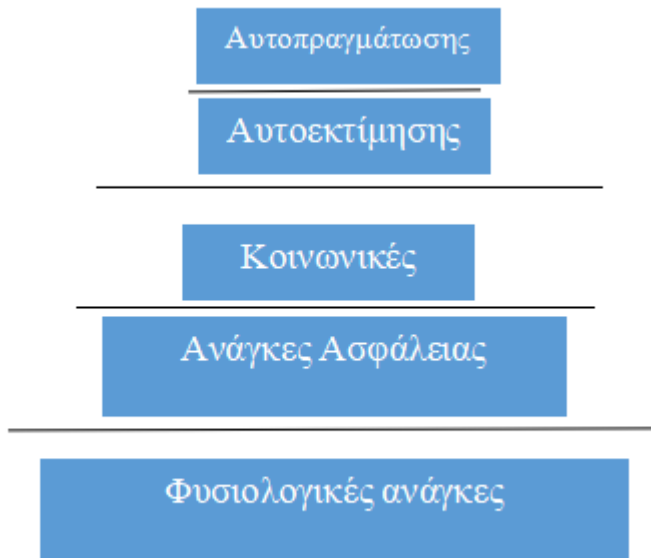 Αυτοπραγμάτωσης
Αυτοεκτίμησης
Κοινωνικές
Ανάγκες Ασφάλειας
Φυσιολογικές ανάγκες